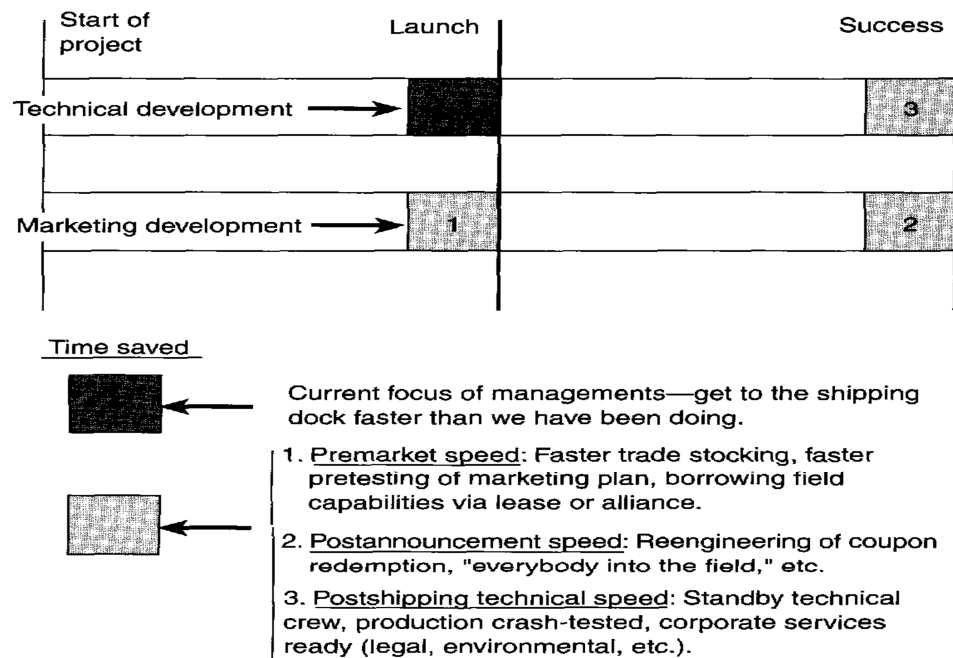 Start of
project
Launch
Success
Technical development
3
Marketing development
1
2
Time saved
Current focus of managements—get to the shipping
dock faster than we have been doing.
1. Premarket speed: Faster trade stocking, faster
pretesting of marketing plan, borrowing field
capabilities via lease or alliance.
2. Postannouncement speed: Reengineering of coupon
redemption, "everybody into the field," etc.
3. Postshipping technical speed: Standby technical
crew, production crash-tested, corporate services
ready (legal, environmental, etc.).